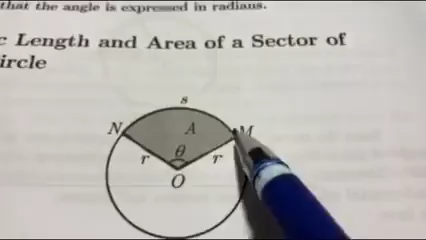 that the angle is expressed in radians.
c Length and Area of a Sector of
ircle
s
N A M
r θ r
O